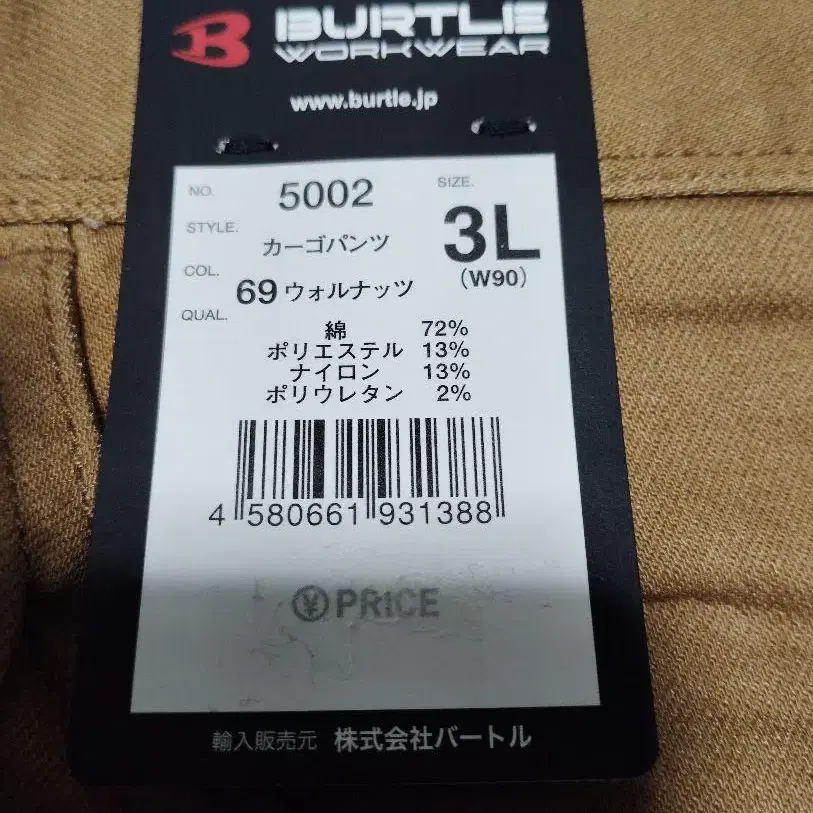 B BURTLE
WORKWEAR
www.burtle.jp
NO. 5002
SIZE. 3L
(W90)
STYLE. カーゴパンツ
COL. 69 ウォルナッツ
QUAL.
綿 72%
ポリエステル 13%
ナイロン 13%
ポリウレタン 2%
4 580661 931388
¥ PRICE
輸入販売元 株式会社バートル